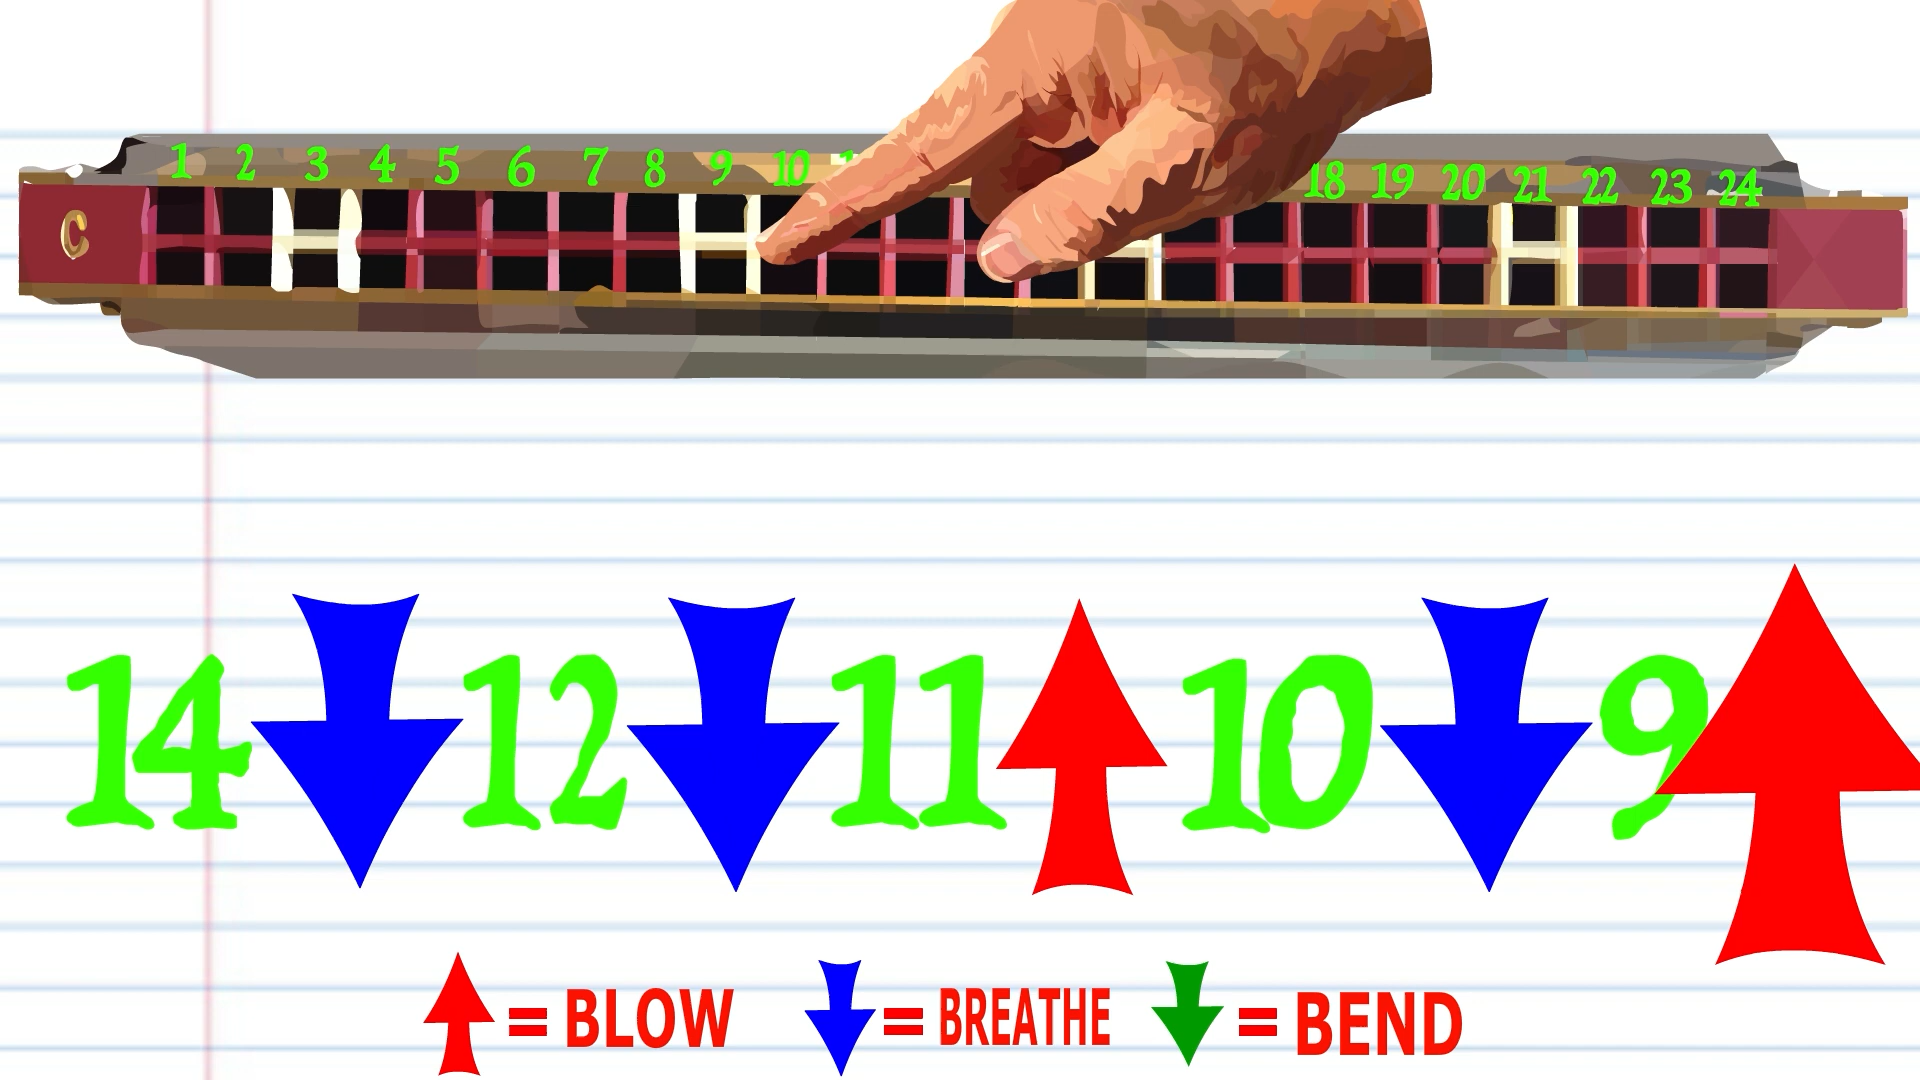 1 2 3 4 5 6 7 8 9 10 18 19 20 21 22 23 24
C
14 12 11 10 9
= BLOW = BREATHE = BEND